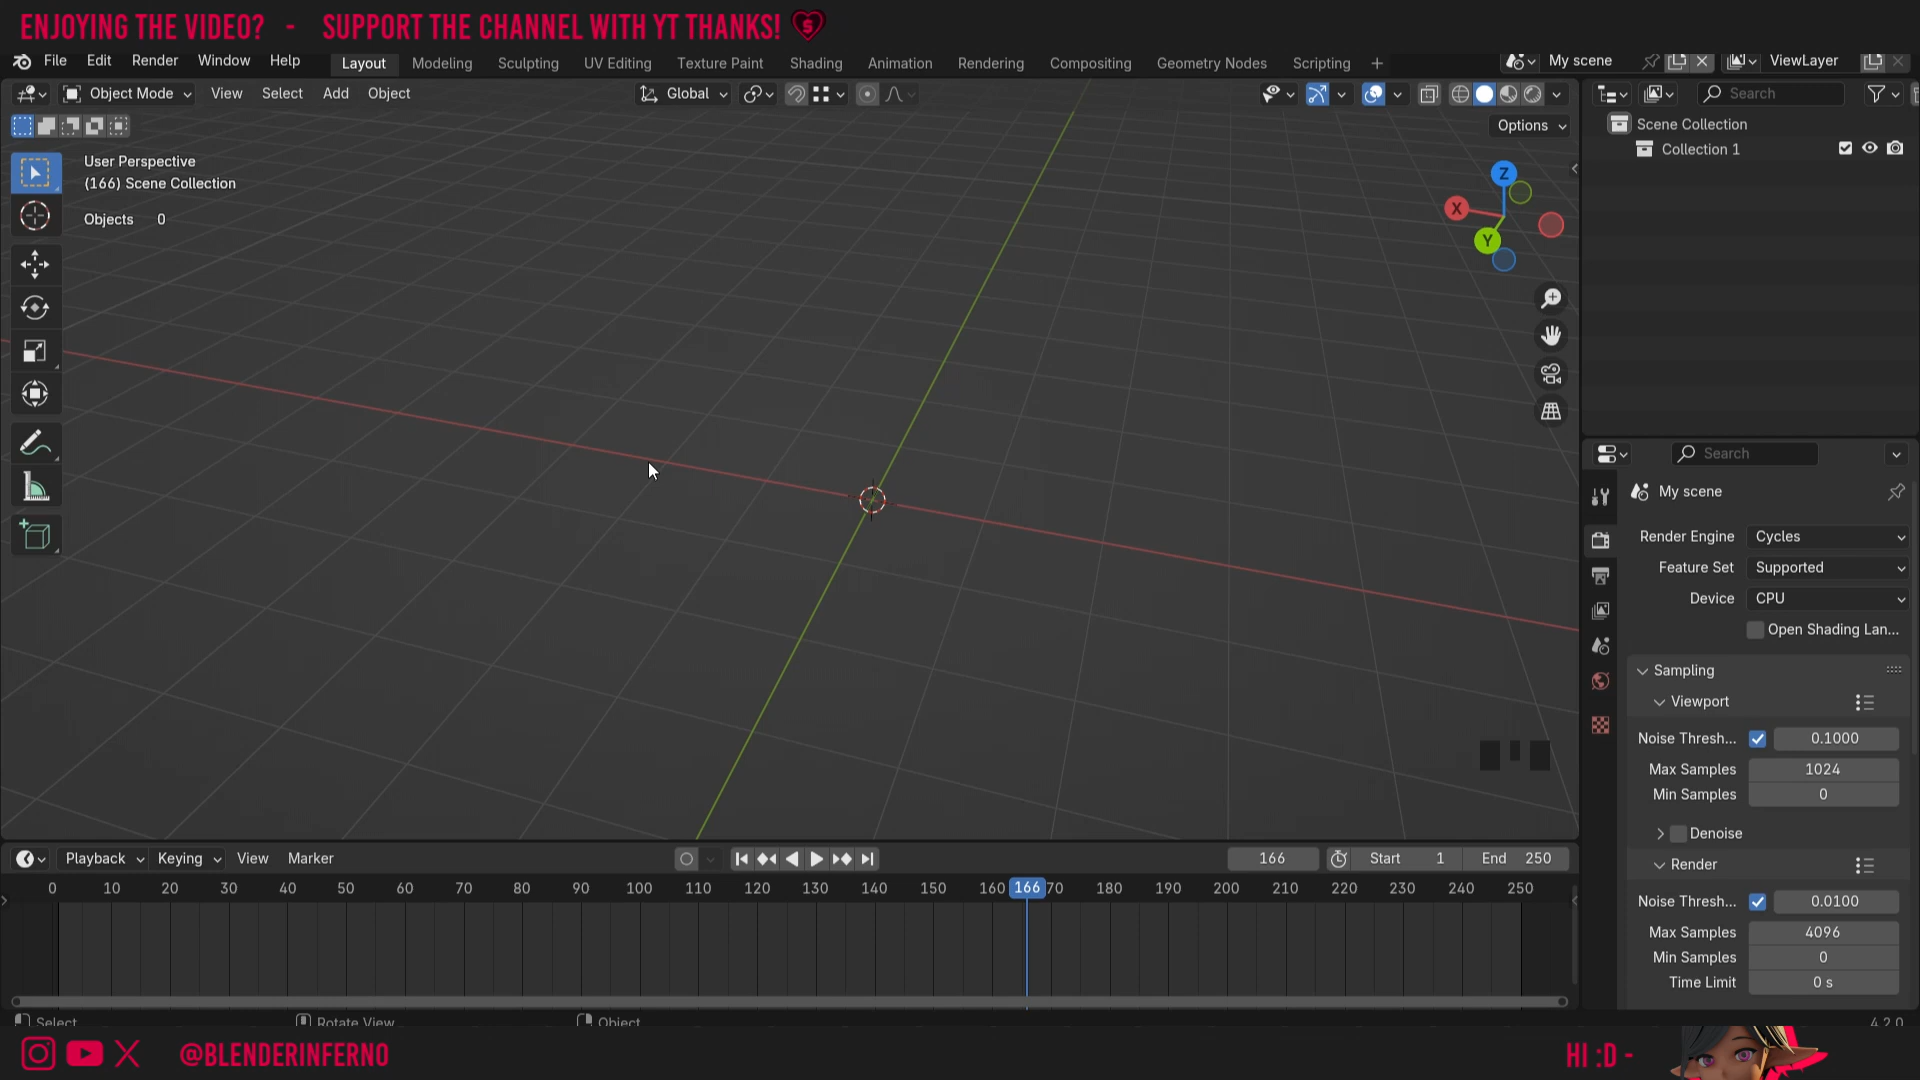 ENJOYING THE VIDEO? - SUPPORT THE CHANNEL WITH YT THANKS!
File Edit Render Window Help Layout Modeling Sculpting UV Editing Texture Paint Shading Animation Rendering Compositing Geometry Nodes Scripting + My scene ViewLayer
Object Mode View Select Add Object Global Search
Options
User Perspective
(166) Scene Collection
Objects 0
Z
X
Y
Scene Collection
Collection 1
Search
My scene
Render Engine Cycles
Feature Set Supported
Device CPU
Open Shading Lan...
Sampling
Viewport
Noise Thresh... 0.1000
Max Samples 1024
Min Samples 0
Denoise
Render
Noise Thresh... 0.0100
Max Samples 4096
Min Samples 0
Time Limit 0 s
Playback Keying View Marker 166 Start 1 End 250
0 10 20 30 40 50 60 70 80 90 100 110 120 130 140 150 160 166 70 180 190 200 210 220 230 240 250
Select Rotate View Object 4.2.0
@BLENDERINFERNO
HI :D -